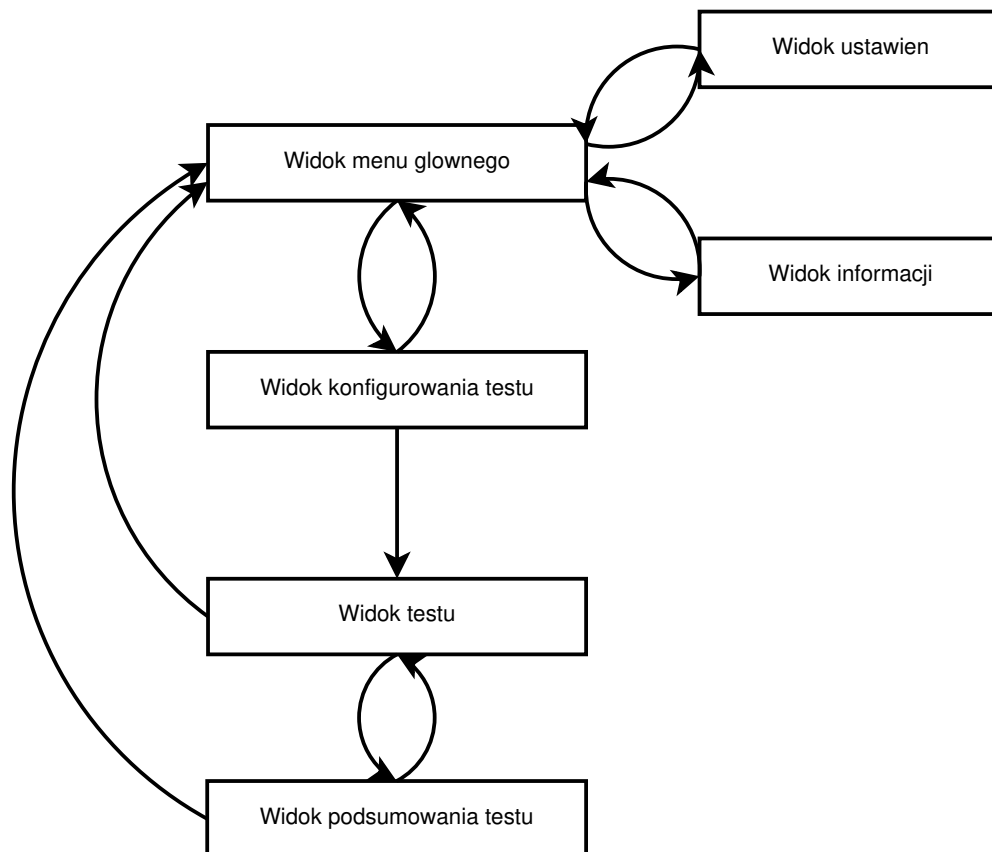 Widok ustawien
Widok menu glownego
Widok informacji
Widok konfigurowania testu
Widok testu
Widok podsumowania testu